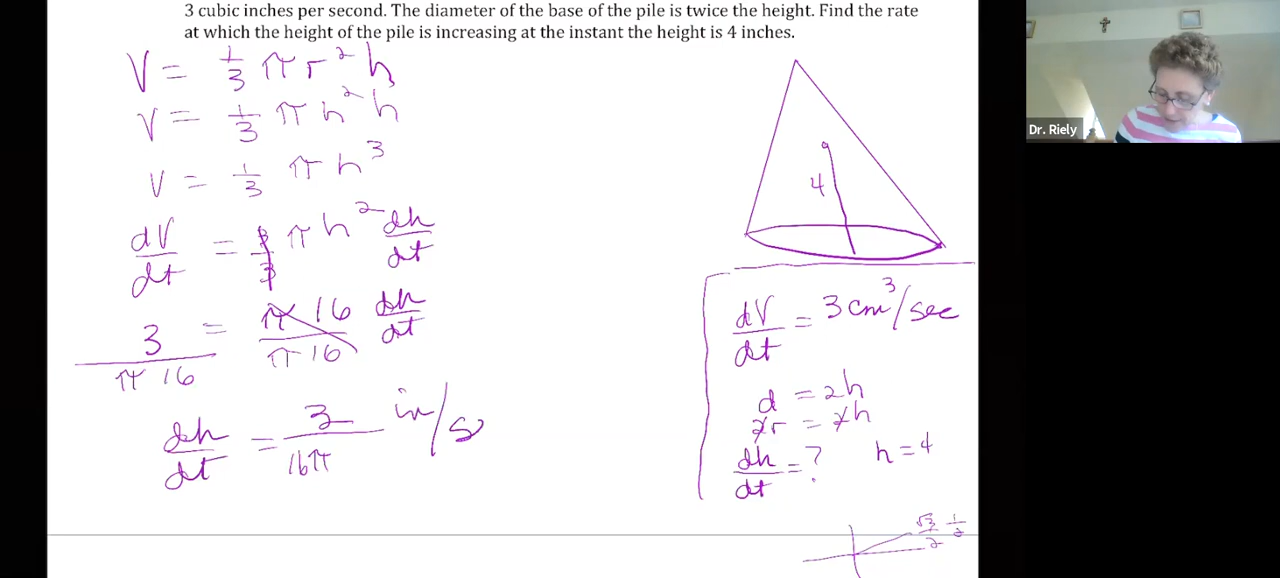 3 cubic inches per second. The diameter of the base of the pile is twice the height. Find the rate
at which the height of the pile is increasing at the instant the height is 4 inches.
V = 1/3 π r² h
V = 1/3 π h² h
V = 1/3 π h³
dV/dt = 3/3 π h² dh/dt
3/(π 16) = π 16/(π 16) dh/dt
dh/dt = 3/(16π) in/s
4
dV/dt = 3 cm³/sec
d = 2h
2r = 2h
dh/dt = ? h = 4
√3/2 1/2
Dr. Riely